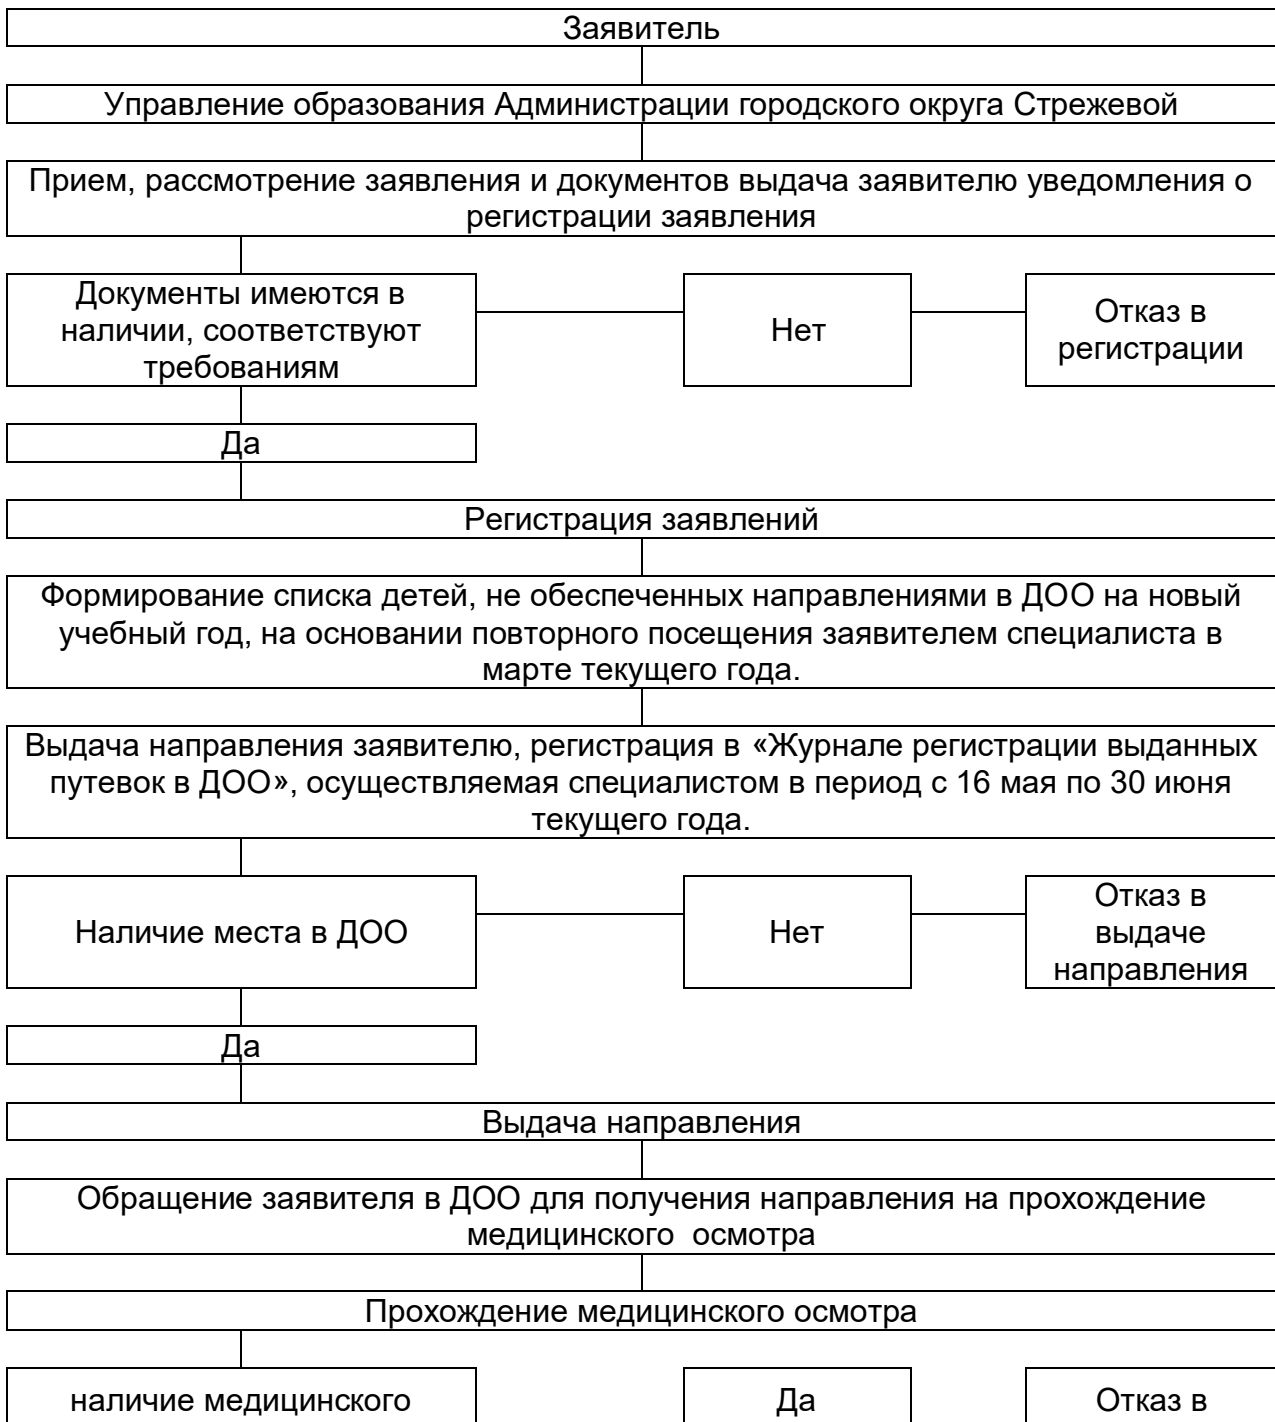 Заявитель
Управление образования Администрации городского округа Стрежевой
Прием, рассмотрение заявления и документов выдача заявителю уведомления о
регистрации заявления
Документы имеются в
наличии, соответствуют
требованиям
Нет
Отказ в
регистрации
Да
Регистрация заявлений
Формирование списка детей, не обеспеченных направлениями в ДОО на новый
учебный год, на основании повторного посещения заявителем специалиста в
марте текущего года.
Выдача направления заявителю, регистрация в «Журнале регистрации выданных
путевок в ДОО», осуществляемая специалистом в период с 16 мая по 30 июня
текущего года.
Наличие места в ДОО
Нет
Отказ в
выдаче
направления
Да
Выдача направления
Обращение заявителя в ДОО для получения направления на прохождение
медицинского  осмотра
Прохождение медицинского осмотра
наличие медицинского
Да
Отказ в